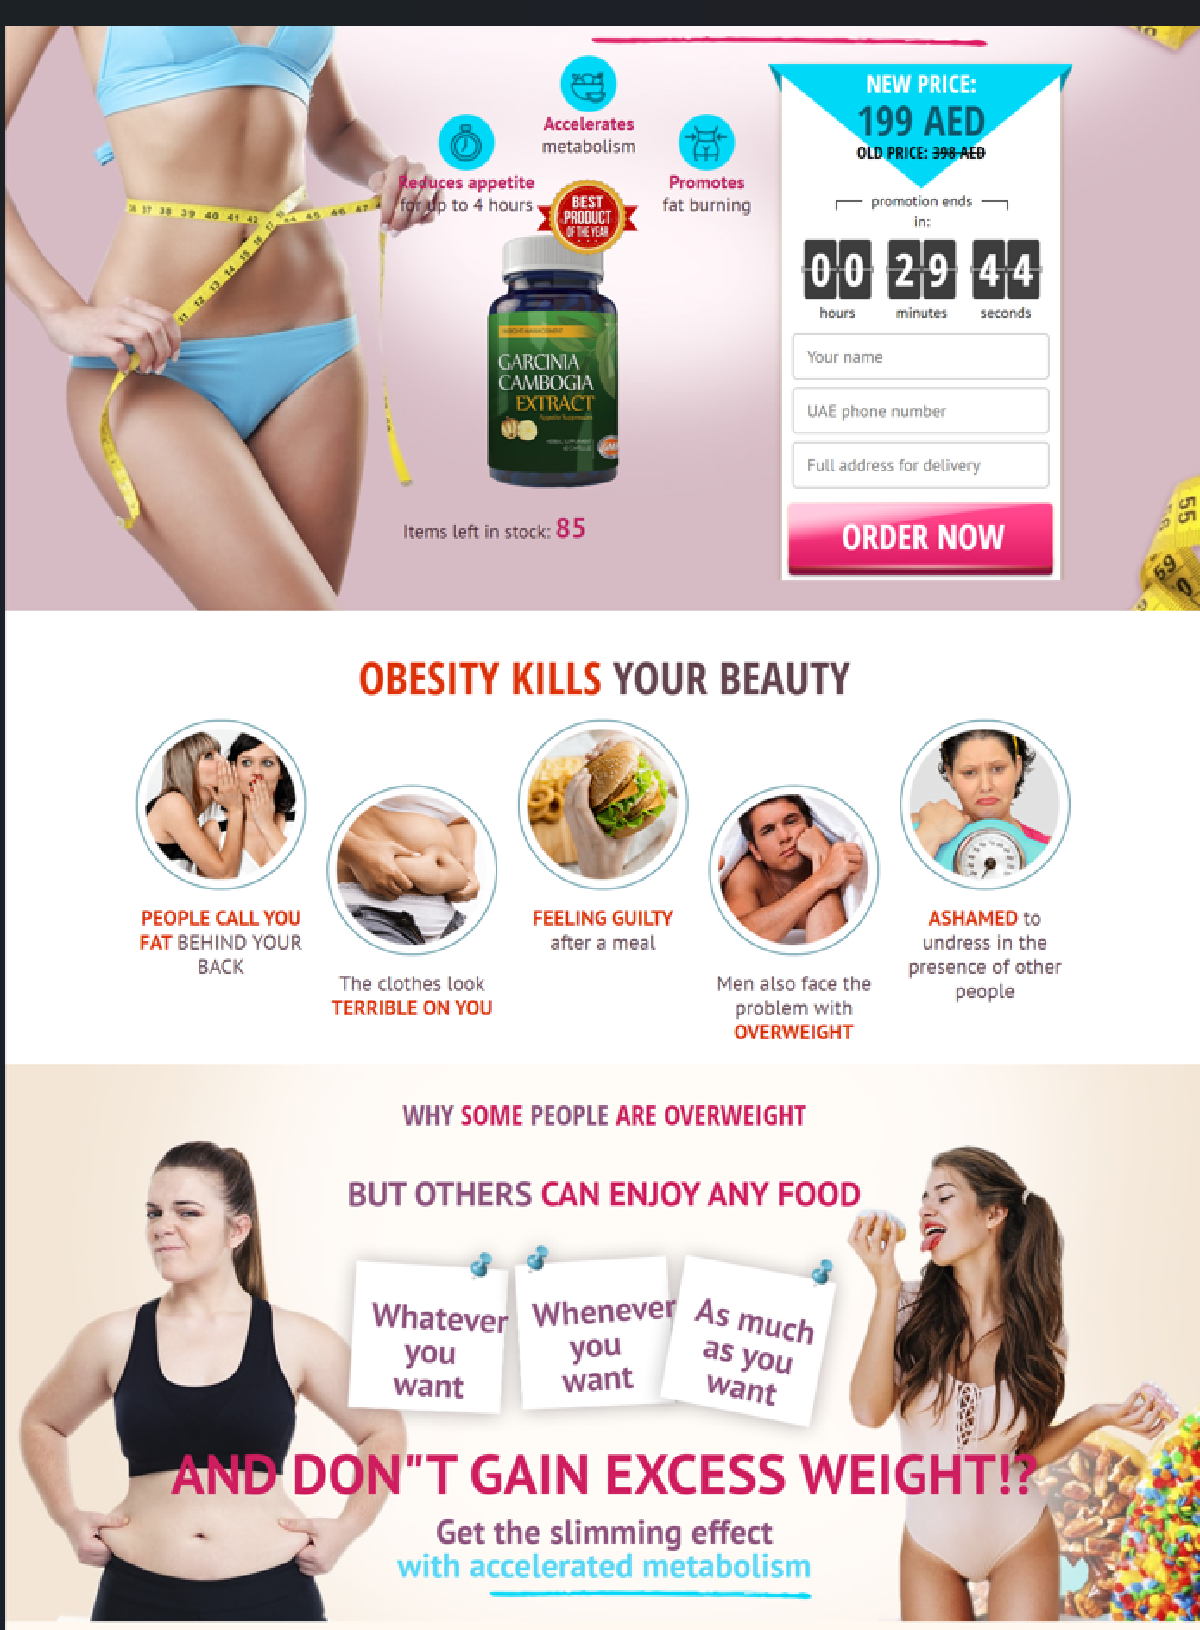 NEW PRICE:
199 AED
OLD PRICE: 398 AED
Accelerates
metabolism
Reduces appetite
for up to 4 hours
Promotes
fat burning
BEST
PRODUCT
OF THE YEAR
promotion ends
in:
00 29 44
hours minutes seconds
GARCINIA
CAMBOGIA
EXTRACT
Your name
UAE phone number
Full address for delivery
ORDER NOW
Items left in stock: 85
OBESITY KILLS YOUR BEAUTY
PEOPLE CALL YOU
FAT BEHIND YOUR
BACK
The clothes look
TERRIBLE ON YOU
FEELING GUILTY
after a meal
Men also face the
problem with
OVERWEIGHT
ASHAMED to
undress in the
presence of other
people
WHY SOME PEOPLE ARE OVERWEIGHT
BUT OTHERS CAN ENJOY ANY FOOD
Whatever
you
want
Whenever
you
want
As much
as you
want
AND DON"T GAIN EXCESS WEIGHT!?
Get the slimming effect
with accelerated metabolism